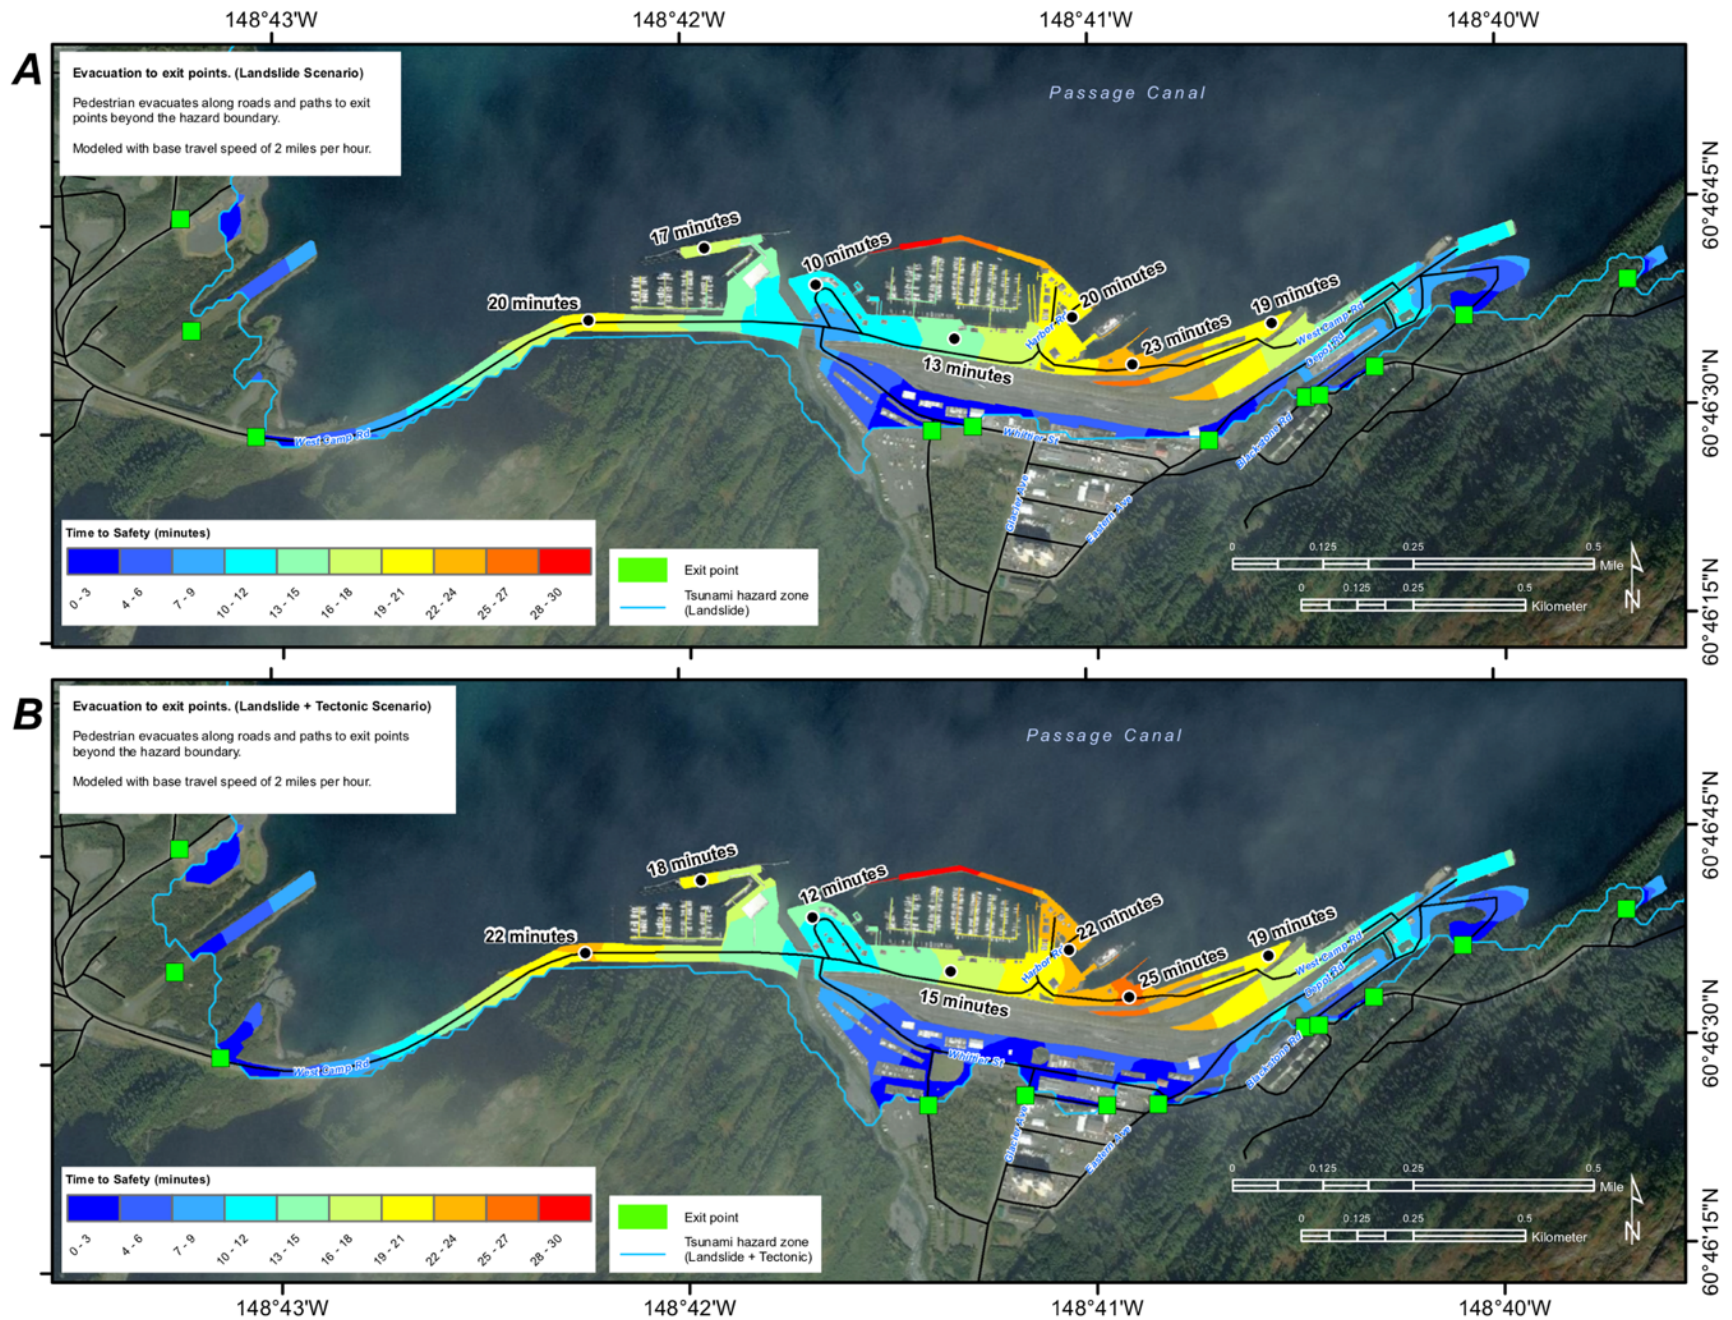 148°43'W 148°42'W 148°41'W 148°40'W
A
Evacuation to exit points. (Landslide Scenario)
Pedestrian evacuates along roads and paths to exit
points beyond the hazard boundary.
Modeled with base travel speed of 2 miles per hour.
Passage Canal
60°46'45"N
17 minutes
10 minutes
20 minutes
20 minutes
19 minutes
23 minutes
13 minutes
Harbor Rd
West Camp Rd
Depot Rd
60°46'30"N
West Camp Rd
Whittier St
Blackstone Rd
Glacier Ave
Eastern Ave
Time to Safety (minutes)
0 - 3 4 - 6 7 - 9 10 - 12 13 - 15 16 - 18 19 - 21 22 - 24 25 - 27 28 - 30
Exit point
Tsunami hazard zone
(Landslide)
0 0.125 0.25 0.5
Mile
0 0.125 0.25 0.5
Kilometer
N
60°46'15"N
B
Evacuation to exit points. (Landslide + Tectonic Scenario)
Pedestrian evacuates along roads and paths to exit points
beyond the hazard boundary.
Modeled with base travel speed of 2 miles per hour.
Passage Canal
60°46'45"N
18 minutes
12 minutes
22 minutes
22 minutes
19 minutes
25 minutes
15 minutes
Harbor Rd
West Camp Rd
Depot Rd
60°46'30"N
West Camp Rd
Whittier St
Blackstone Rd
Glacier Ave
Eastern Ave
Time to Safety (minutes)
0 - 3 4 - 6 7 - 9 10 - 12 13 - 15 16 - 18 19 - 21 22 - 24 25 - 27 28 - 30
Exit point
Tsunami hazard zone
(Landslide + Tectonic)
0 0.125 0.25 0.5
Mile
0 0.125 0.25 0.5
Kilometer
N
60°46'15"N
148°43'W 148°42'W 148°41'W 148°40'W